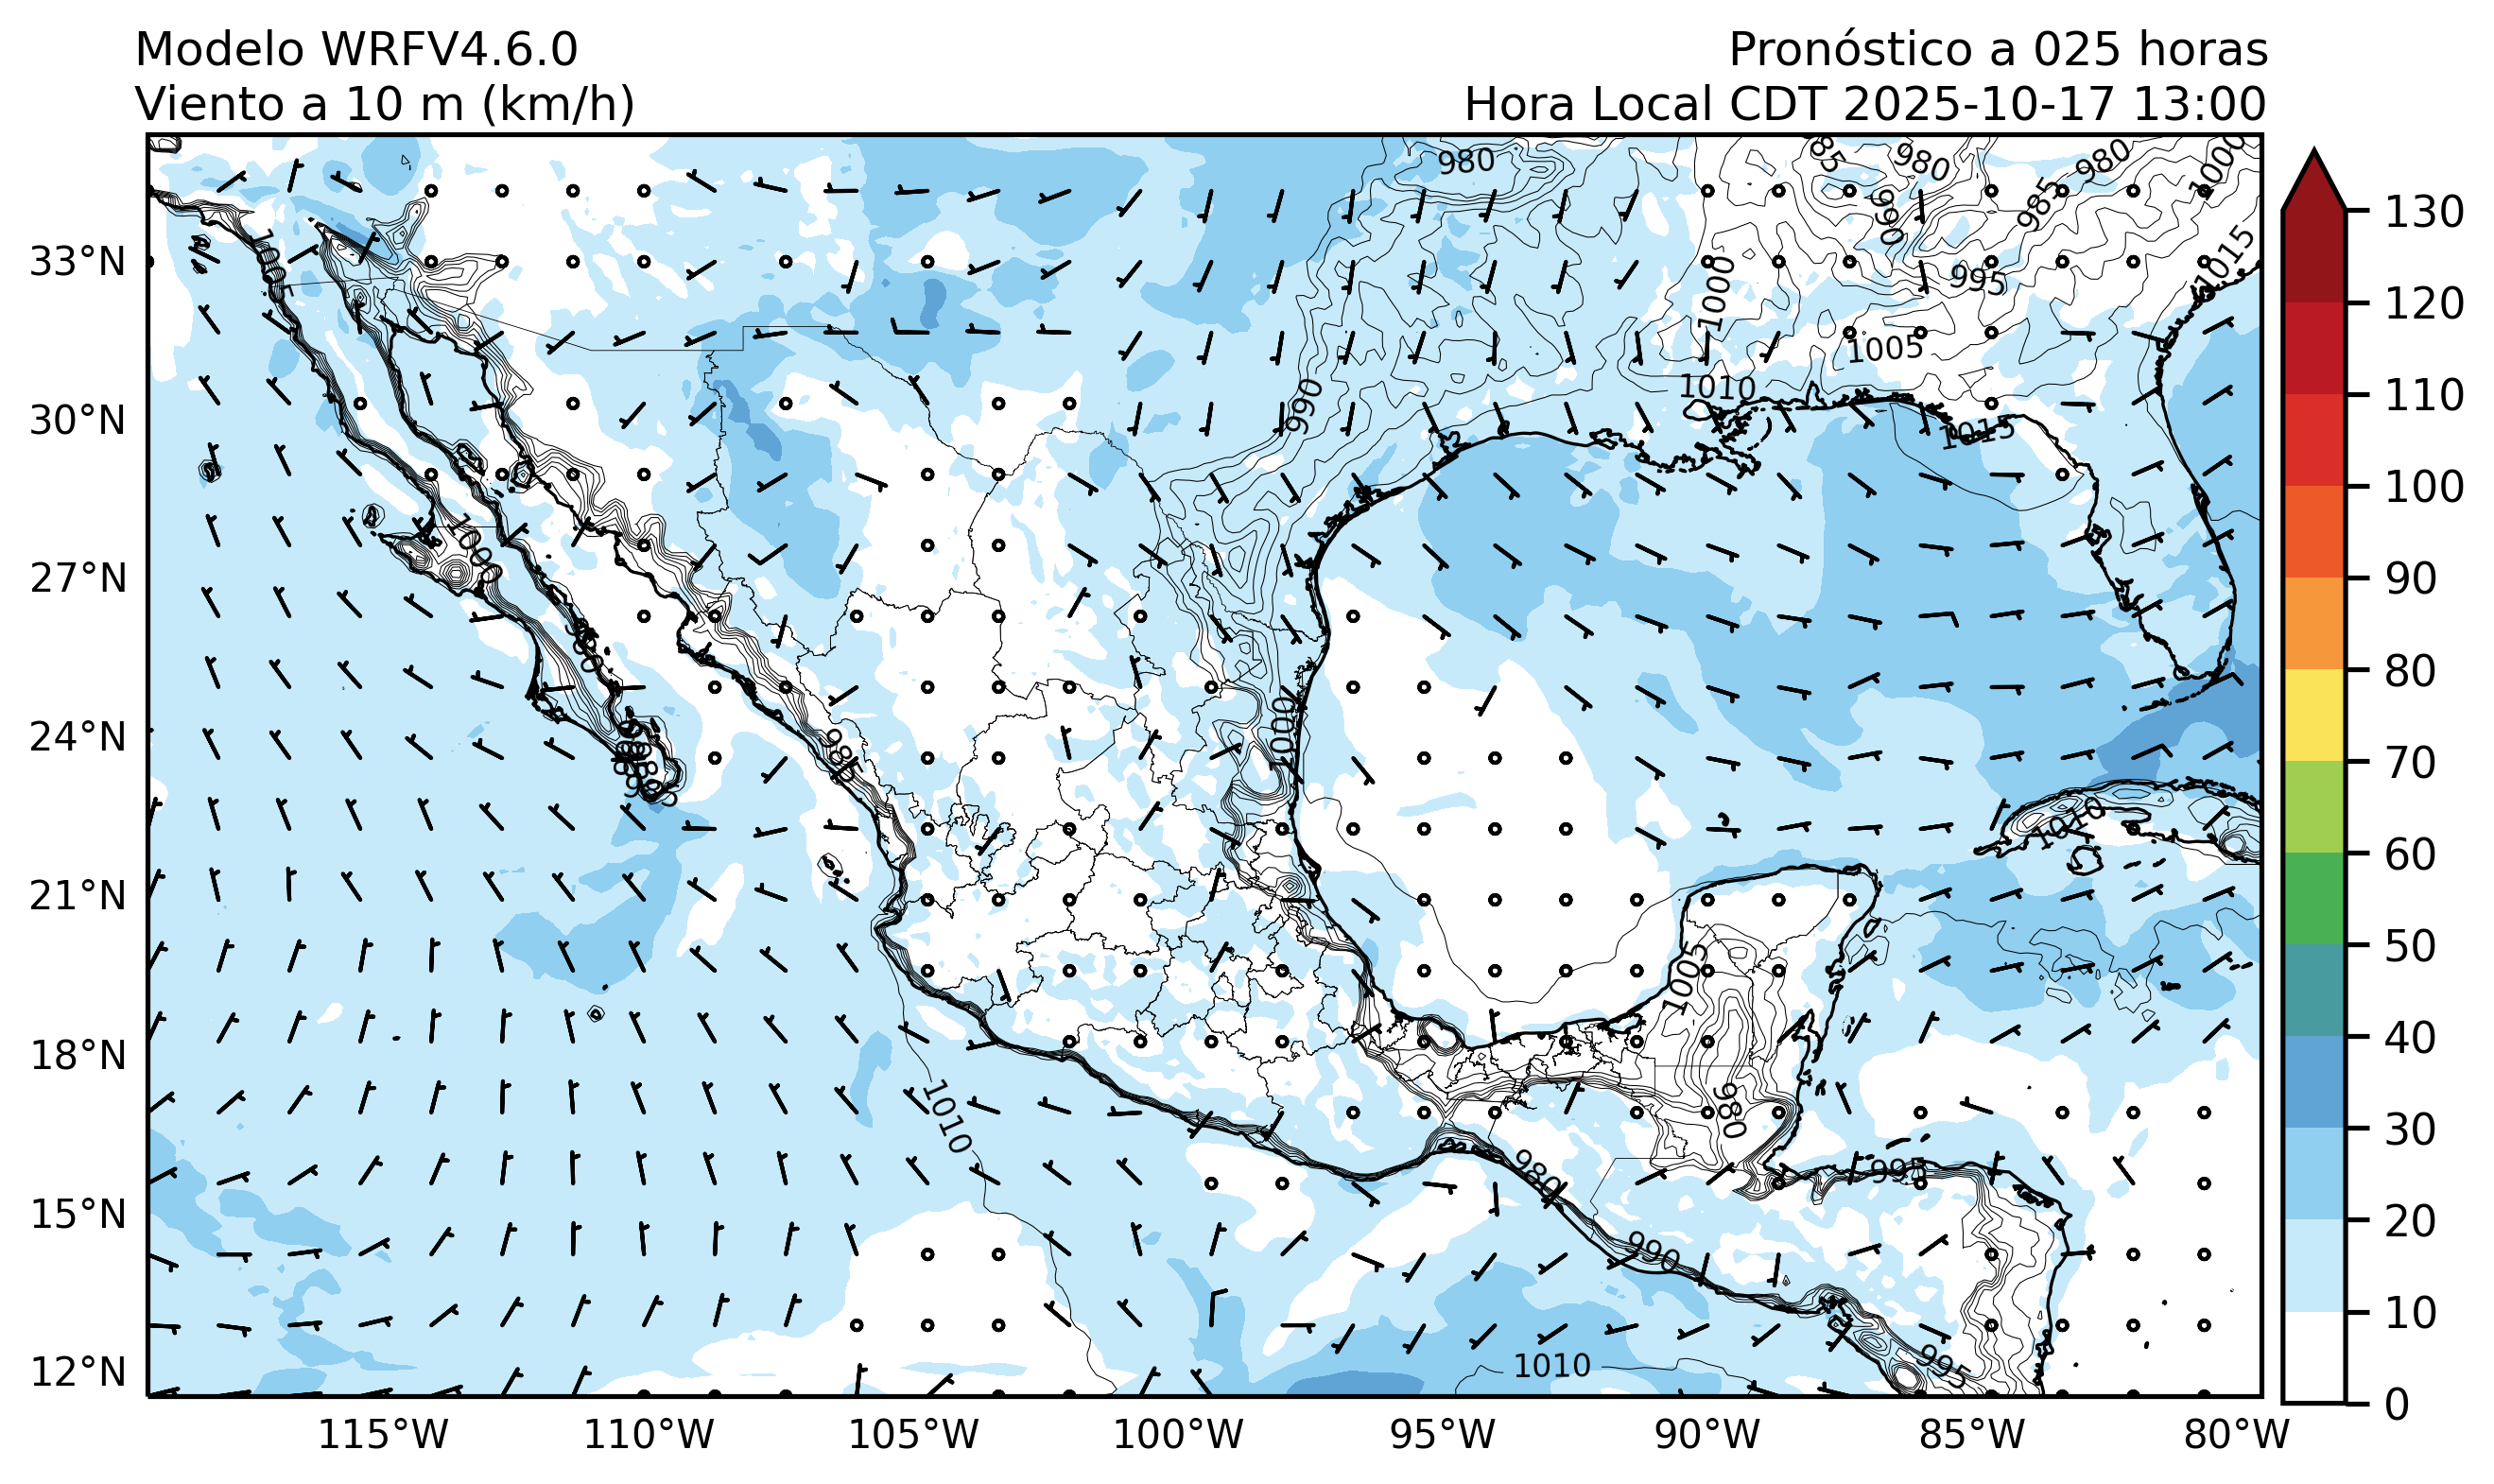 Modelo WRFV4.6.0
Pronóstico a 025 horas
Viento a 10 m (km/h)
Hora Local CDT 2025-10-17 13:00
980
980
980
1000
985
990
1015
1000
995
1000
1005
1010
990
1015
1000
1000
980
1010
1005
980
1010
980
995
990
1010
995
33°N
30°N
27°N
24°N
21°N
18°N
15°N
12°N
115°W
110°W
105°W
100°W
95°W
90°W
85°W
80°W
130
120
110
100
90
80
70
60
50
40
30
20
10
0